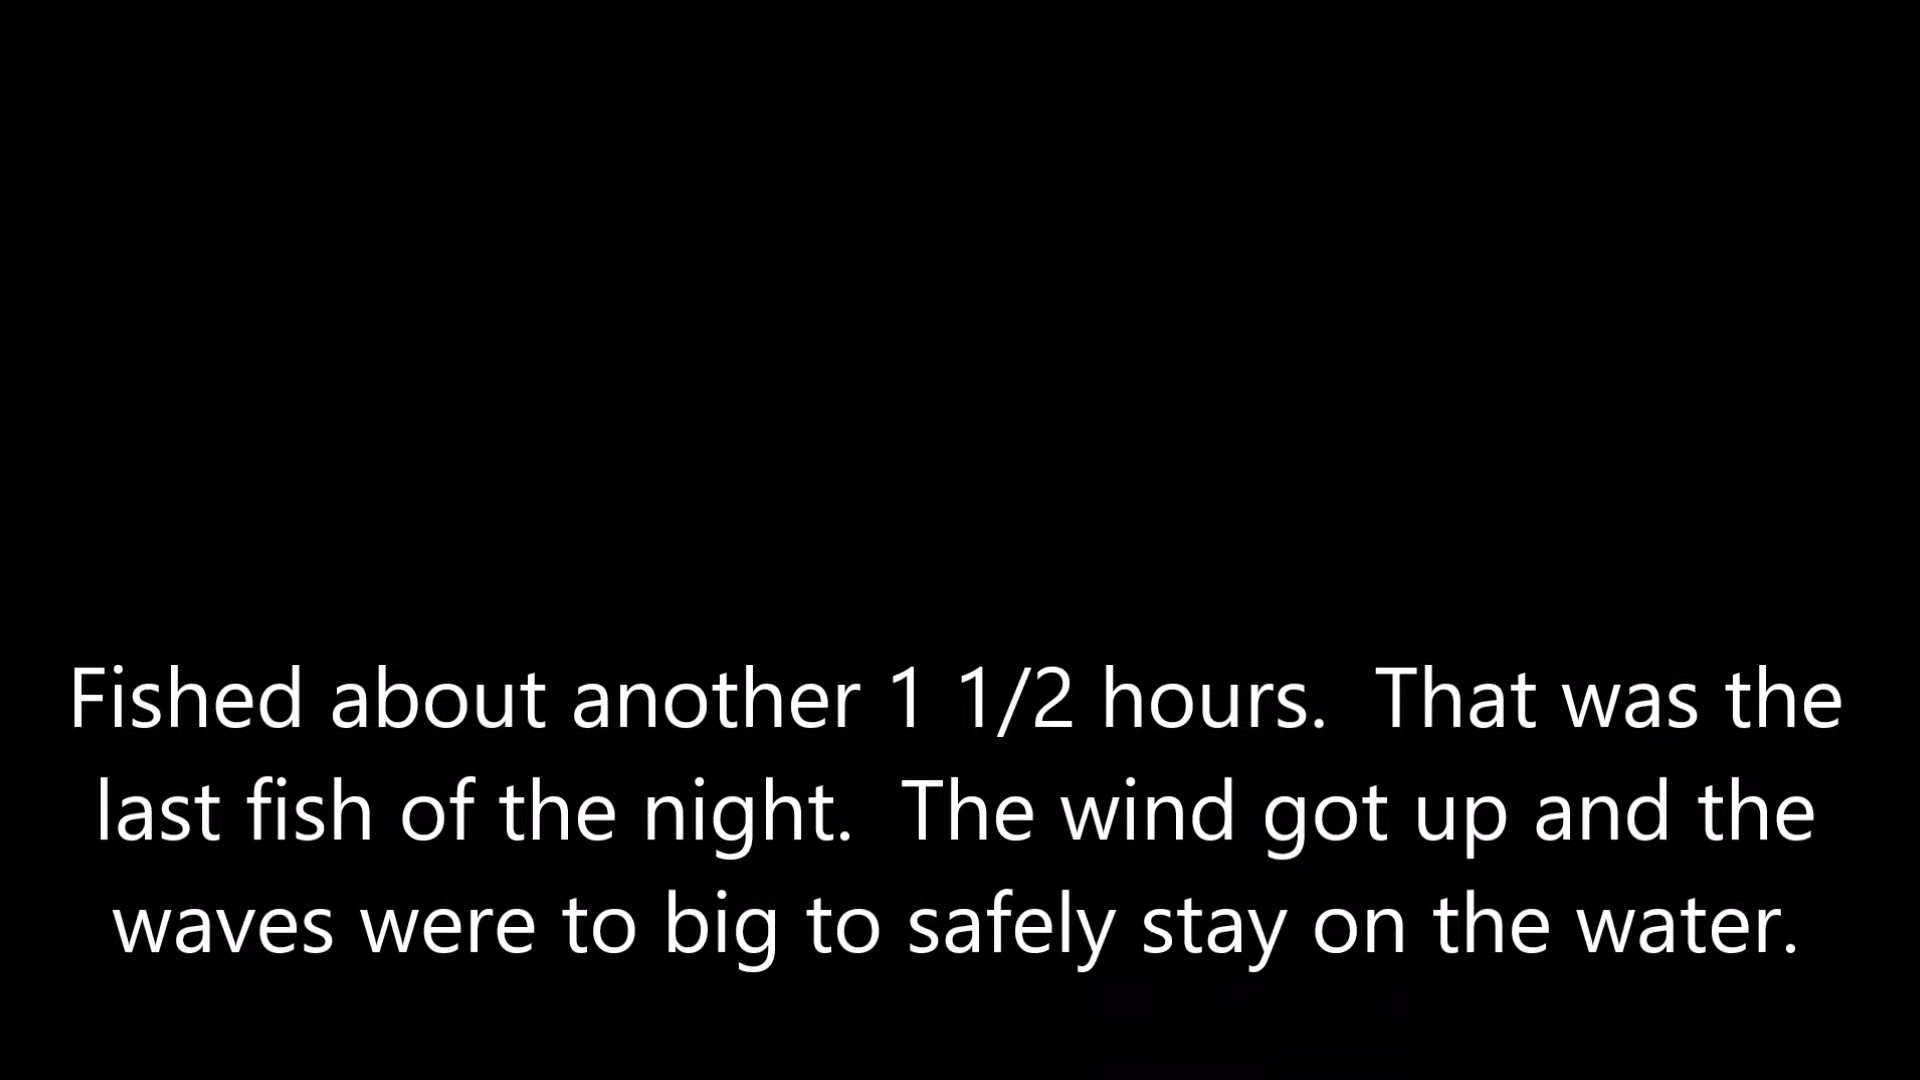 Fished about another 1 1/2 hours.  That was the
last fish of the night.  The wind got up and the
waves were to big to safely stay on the water.